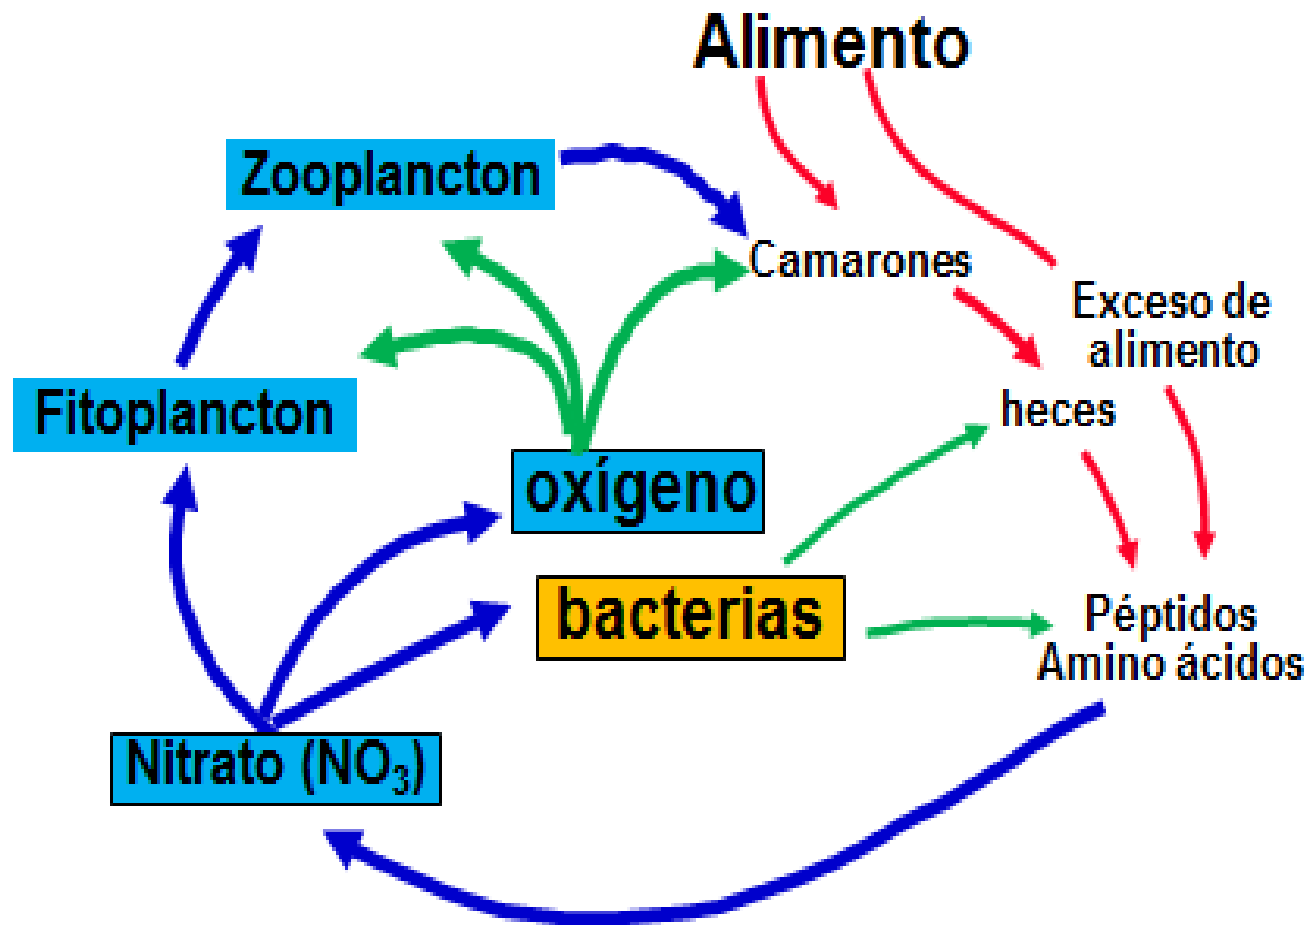 Alimento
Zooplancton
Camarones
Exceso de
alimento
heces
Fitoplancton
oxígeno
bacterias
Péptidos
Amino ácidos
Nitrato (NO₃)